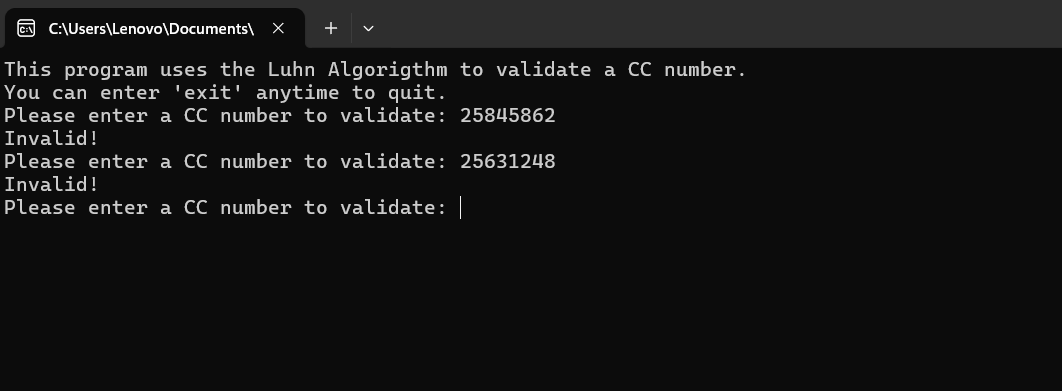 C:\Users\Lenovo\Documents\
This program uses the Luhn Algorigthm to validate a CC number.
You can enter 'exit' anytime to quit.
Please enter a CC number to validate: 25845862
Invalid!
Please enter a CC number to validate: 25631248
Invalid!
Please enter a CC number to validate: